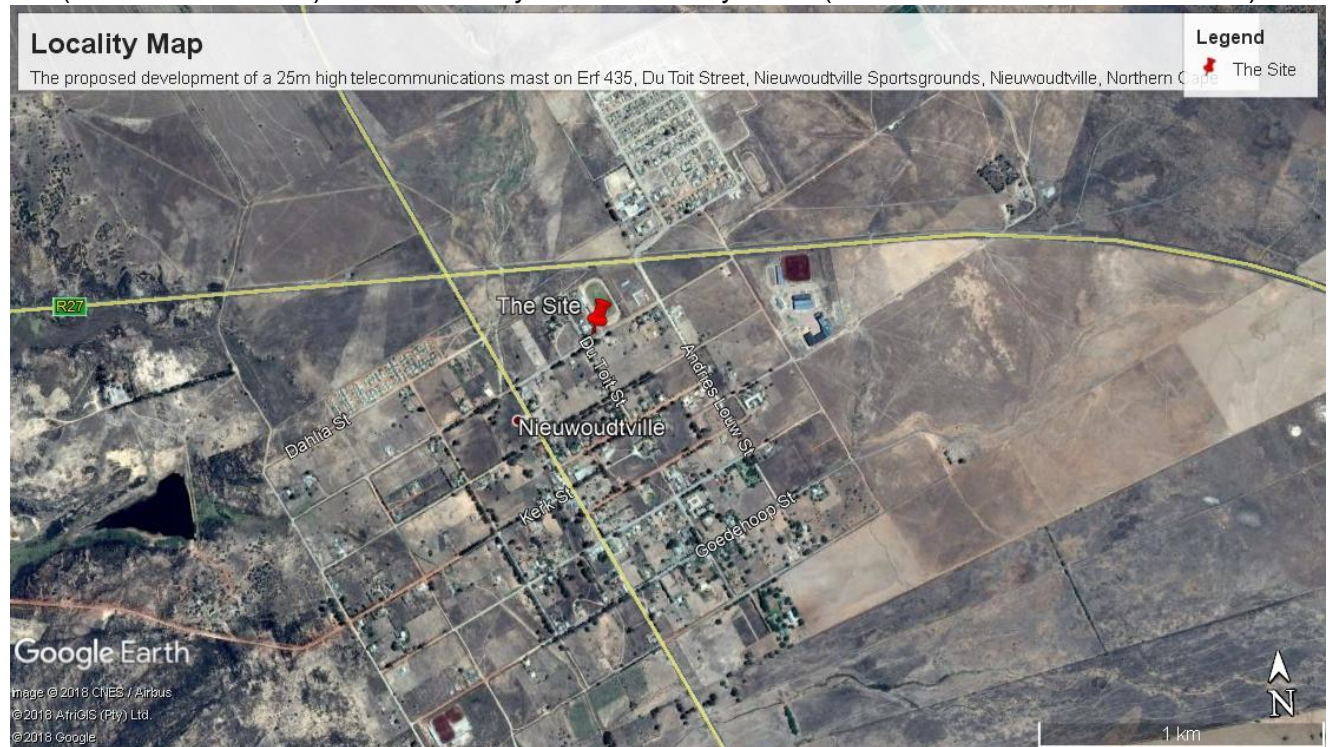 Locality Map
The proposed development of a 25m high telecommunications mast on Erf 435, Du Toit Street, Nieuwoudtville Sportsgrounds, Nieuwoudtville, Northern Cape
Legend
The Site
R27
The Site
Du Toit St
Andries Louw St
Nieuwoudtville
Dahlia St
Kerk St
Goedehoop St
Google Earth
Image © 2018 CNES / Airbus
© 2018 AfriGIS (Pty) Ltd.
© 2018 Google
N
1 km